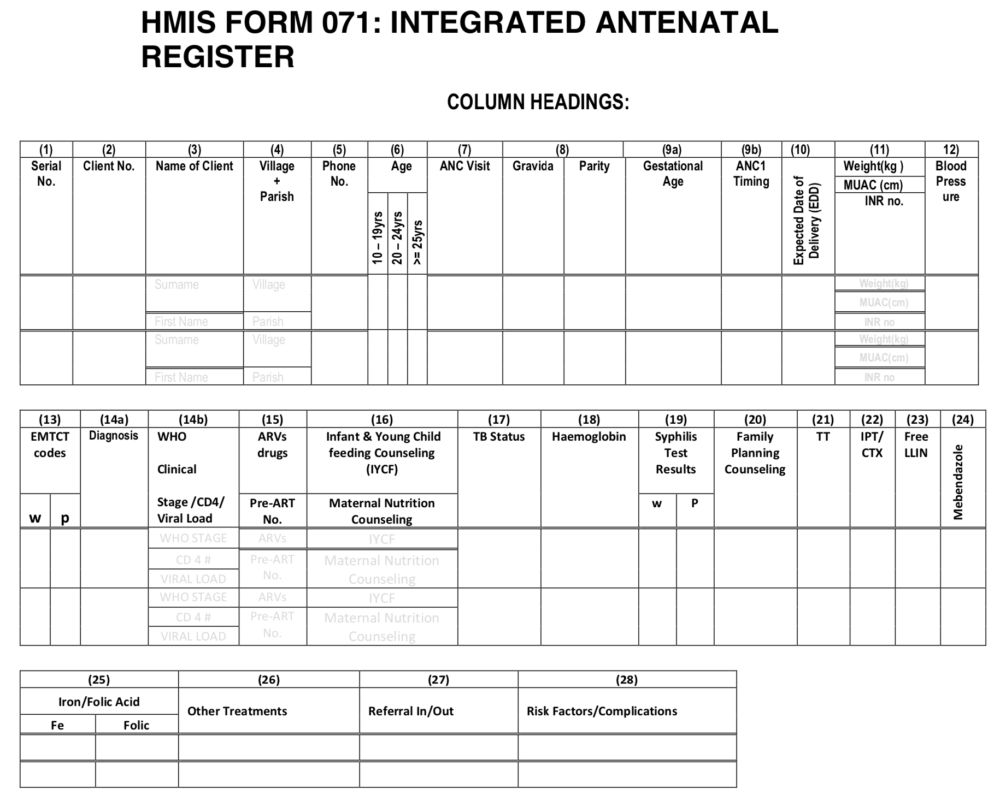 HMIS FORM 071: INTEGRATED ANTENATAL
REGISTER
COLUMN HEADINGS:
(1) (2) (3) (4) (5) (6) (7) (8) (9a) (9b) (10) (11) 12)
Serial No. Client No. Name of Client Village + Parish Phone No. Age ANC Visit Gravida Parity Gestational Age ANC1 Timing Expected Date of Delivery (EDD) Weight(kg ) Blood Press ure
MUAC (cm)
INR no.
10 – 19yrs 20 – 24yrs >= 25yrs
Surname Village Weight(kg)
MUAC(cm)
First Name Parish INR no
Surname Village Weight(kg)
MUAC(cm)
First Name Parish INR no
(13) (14a) (14b) (15) (16) (17) (18) (19) (20) (21) (22) (23) (24)
EMTCT codes Diagnosis WHO Clinical Stage /CD4/ Viral Load ARVs drugs Infant & Young Child feeding Counseling (IYCF) TB Status Haemoglobin Syphilis Test Results Family Planning Counseling TT IPT/ CTX Free LLIN Mebendazole
w p Pre-ART No. Maternal Nutrition Counseling w P
WHO STAGE ARVs IYCF
CD 4 # Pre-ART Maternal Nutrition
VIRAL LOAD No. Counseling
WHO STAGE ARVs IYCF
CD 4 # Pre-ART Maternal Nutrition
VIRAL LOAD No. Counseling
(25) (26) (27) (28)
Iron/Folic Acid Other Treatments Referral In/Out Risk Factors/Complications
Fe Folic